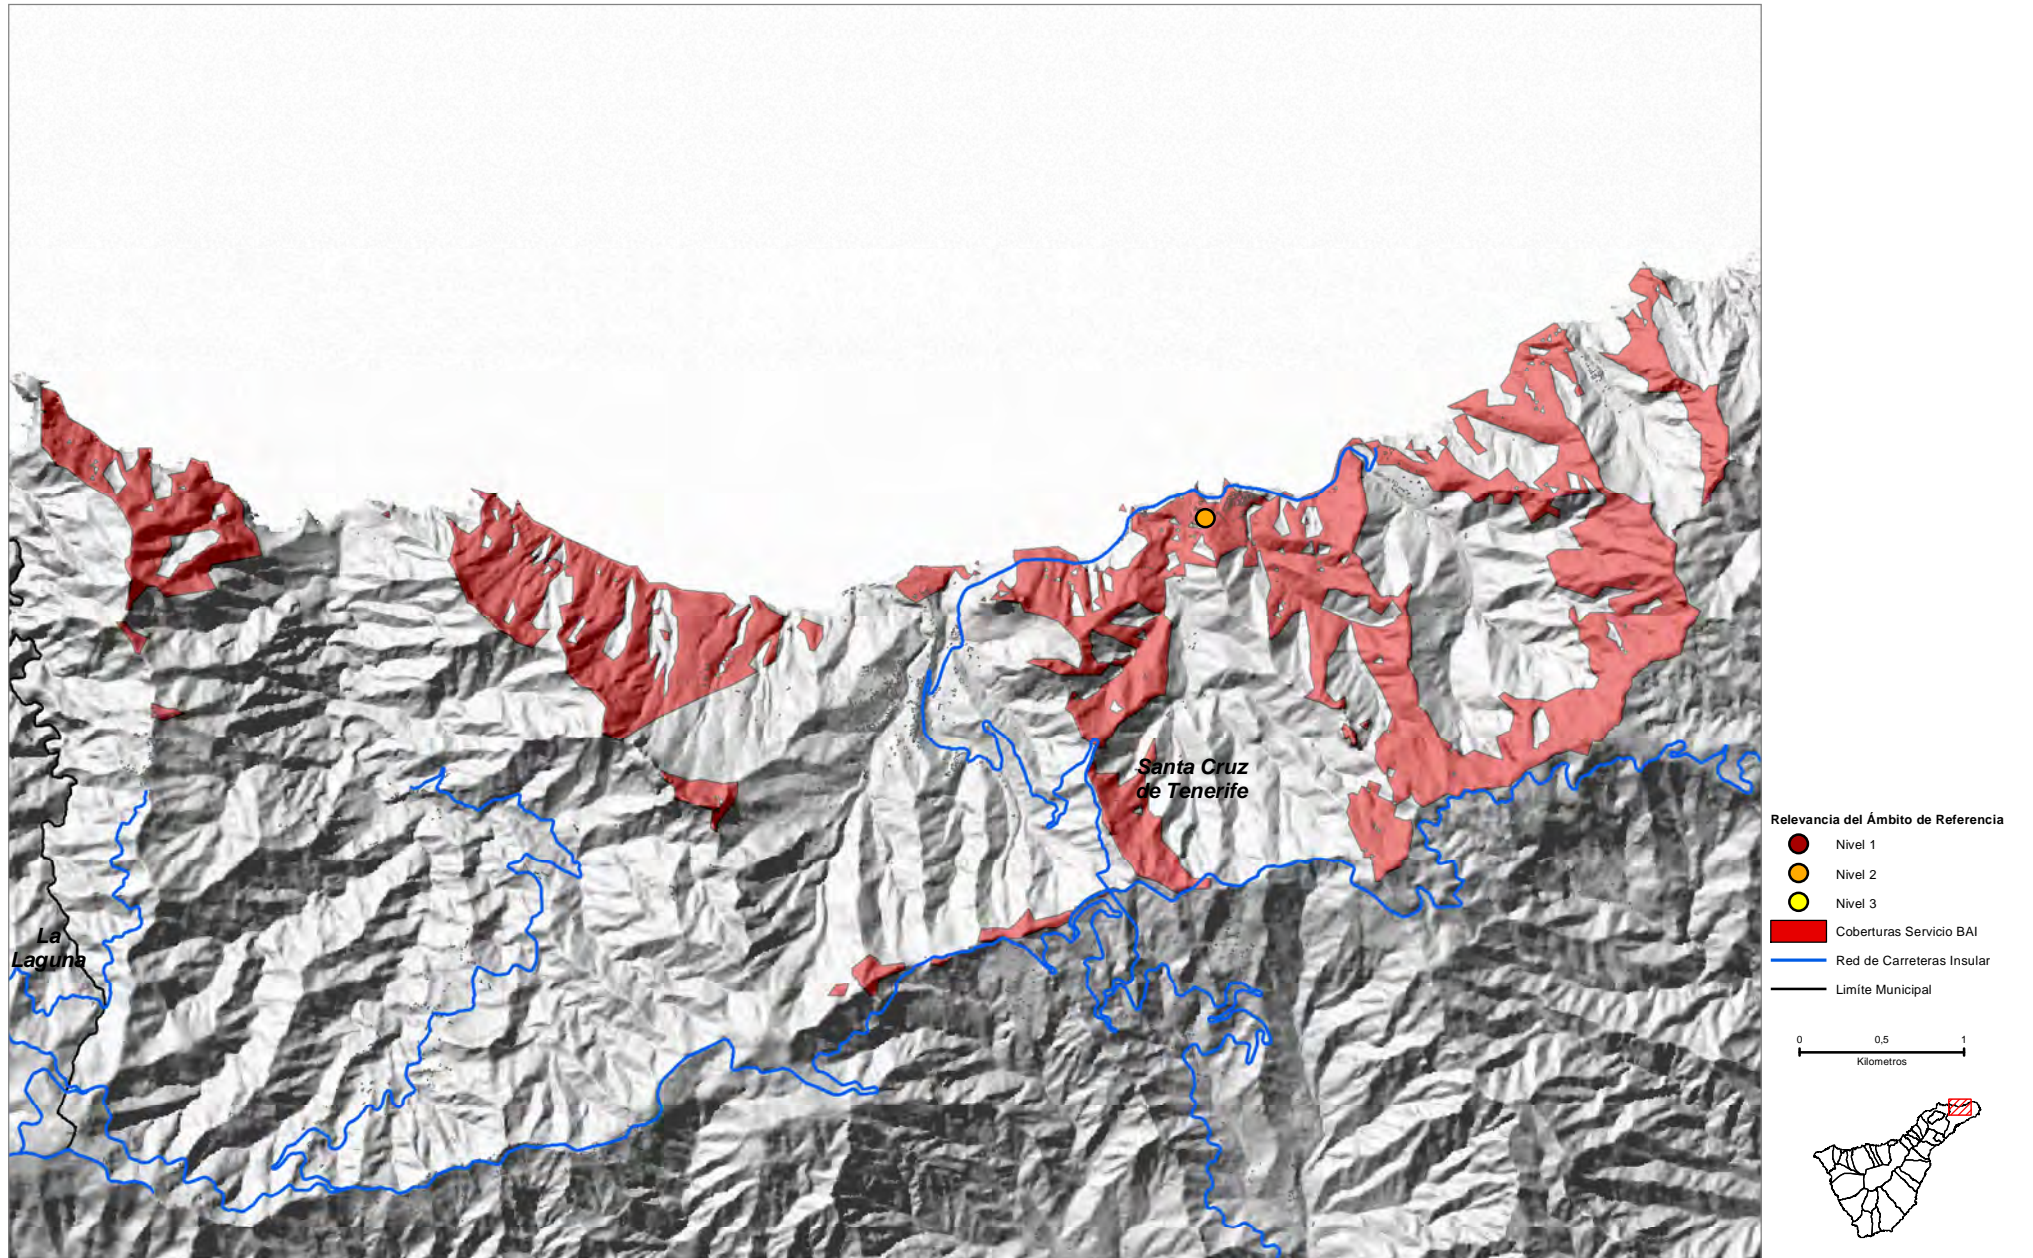 Santa Cruz
de Tenerife
La
Laguna
Relevancia del Ámbito de Referencia
Nivel 1
Nivel 2
Nivel 3
Coberturas Servicio BAI
Red de Carreteras Insular
Limíte Municipal
0 0,5 1
Kilometros